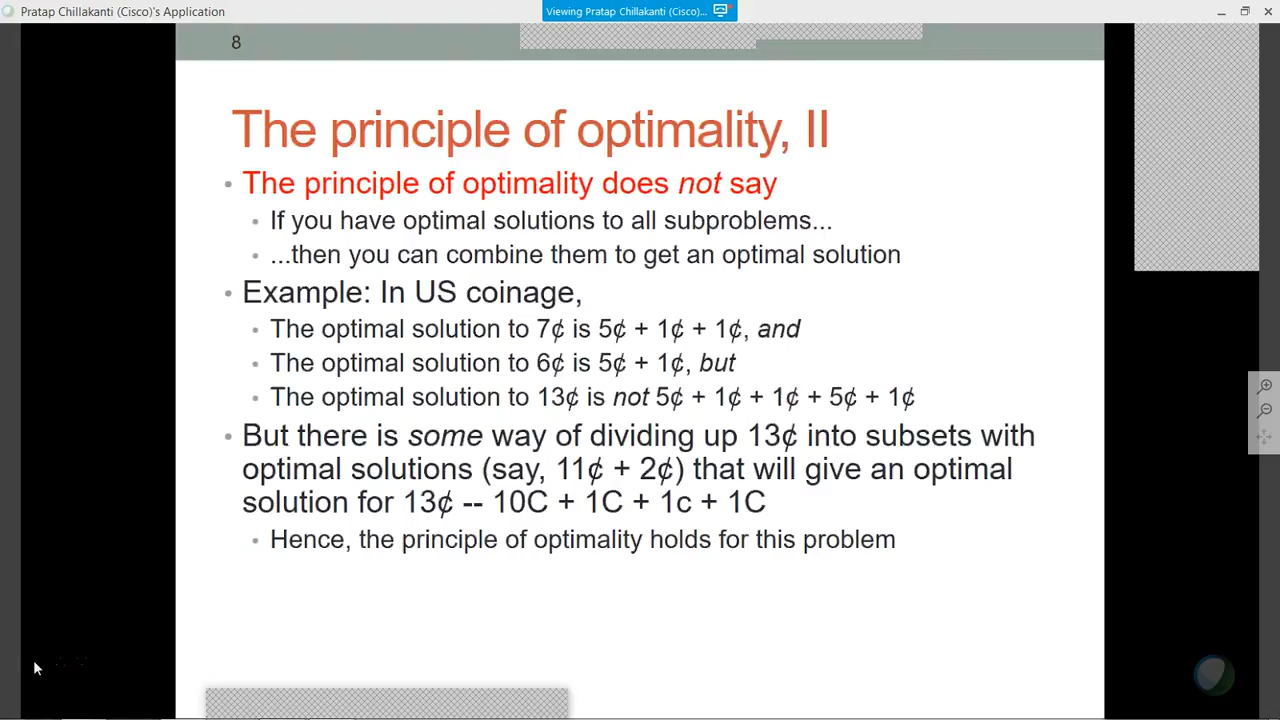 Pratap Chillakanti (Cisco)'s Application
Viewing Pratap Chillakanti (Cisco)...
8
The principle of optimality, II
• The principle of optimality does not say
• If you have optimal solutions to all subproblems...
• ...then you can combine them to get an optimal solution
• Example: In US coinage,
• The optimal solution to 7¢ is 5¢ + 1¢ + 1¢, and
• The optimal solution to 6¢ is 5¢ + 1¢, but
• The optimal solution to 13¢ is not 5¢ + 1¢ + 1¢ + 5¢ + 1¢
• But there is some way of dividing up 13¢ into subsets with
optimal solutions (say, 11¢ + 2¢) that will give an optimal
solution for 13¢ -- 10C + 1C + 1c + 1C
• Hence, the principle of optimality holds for this problem